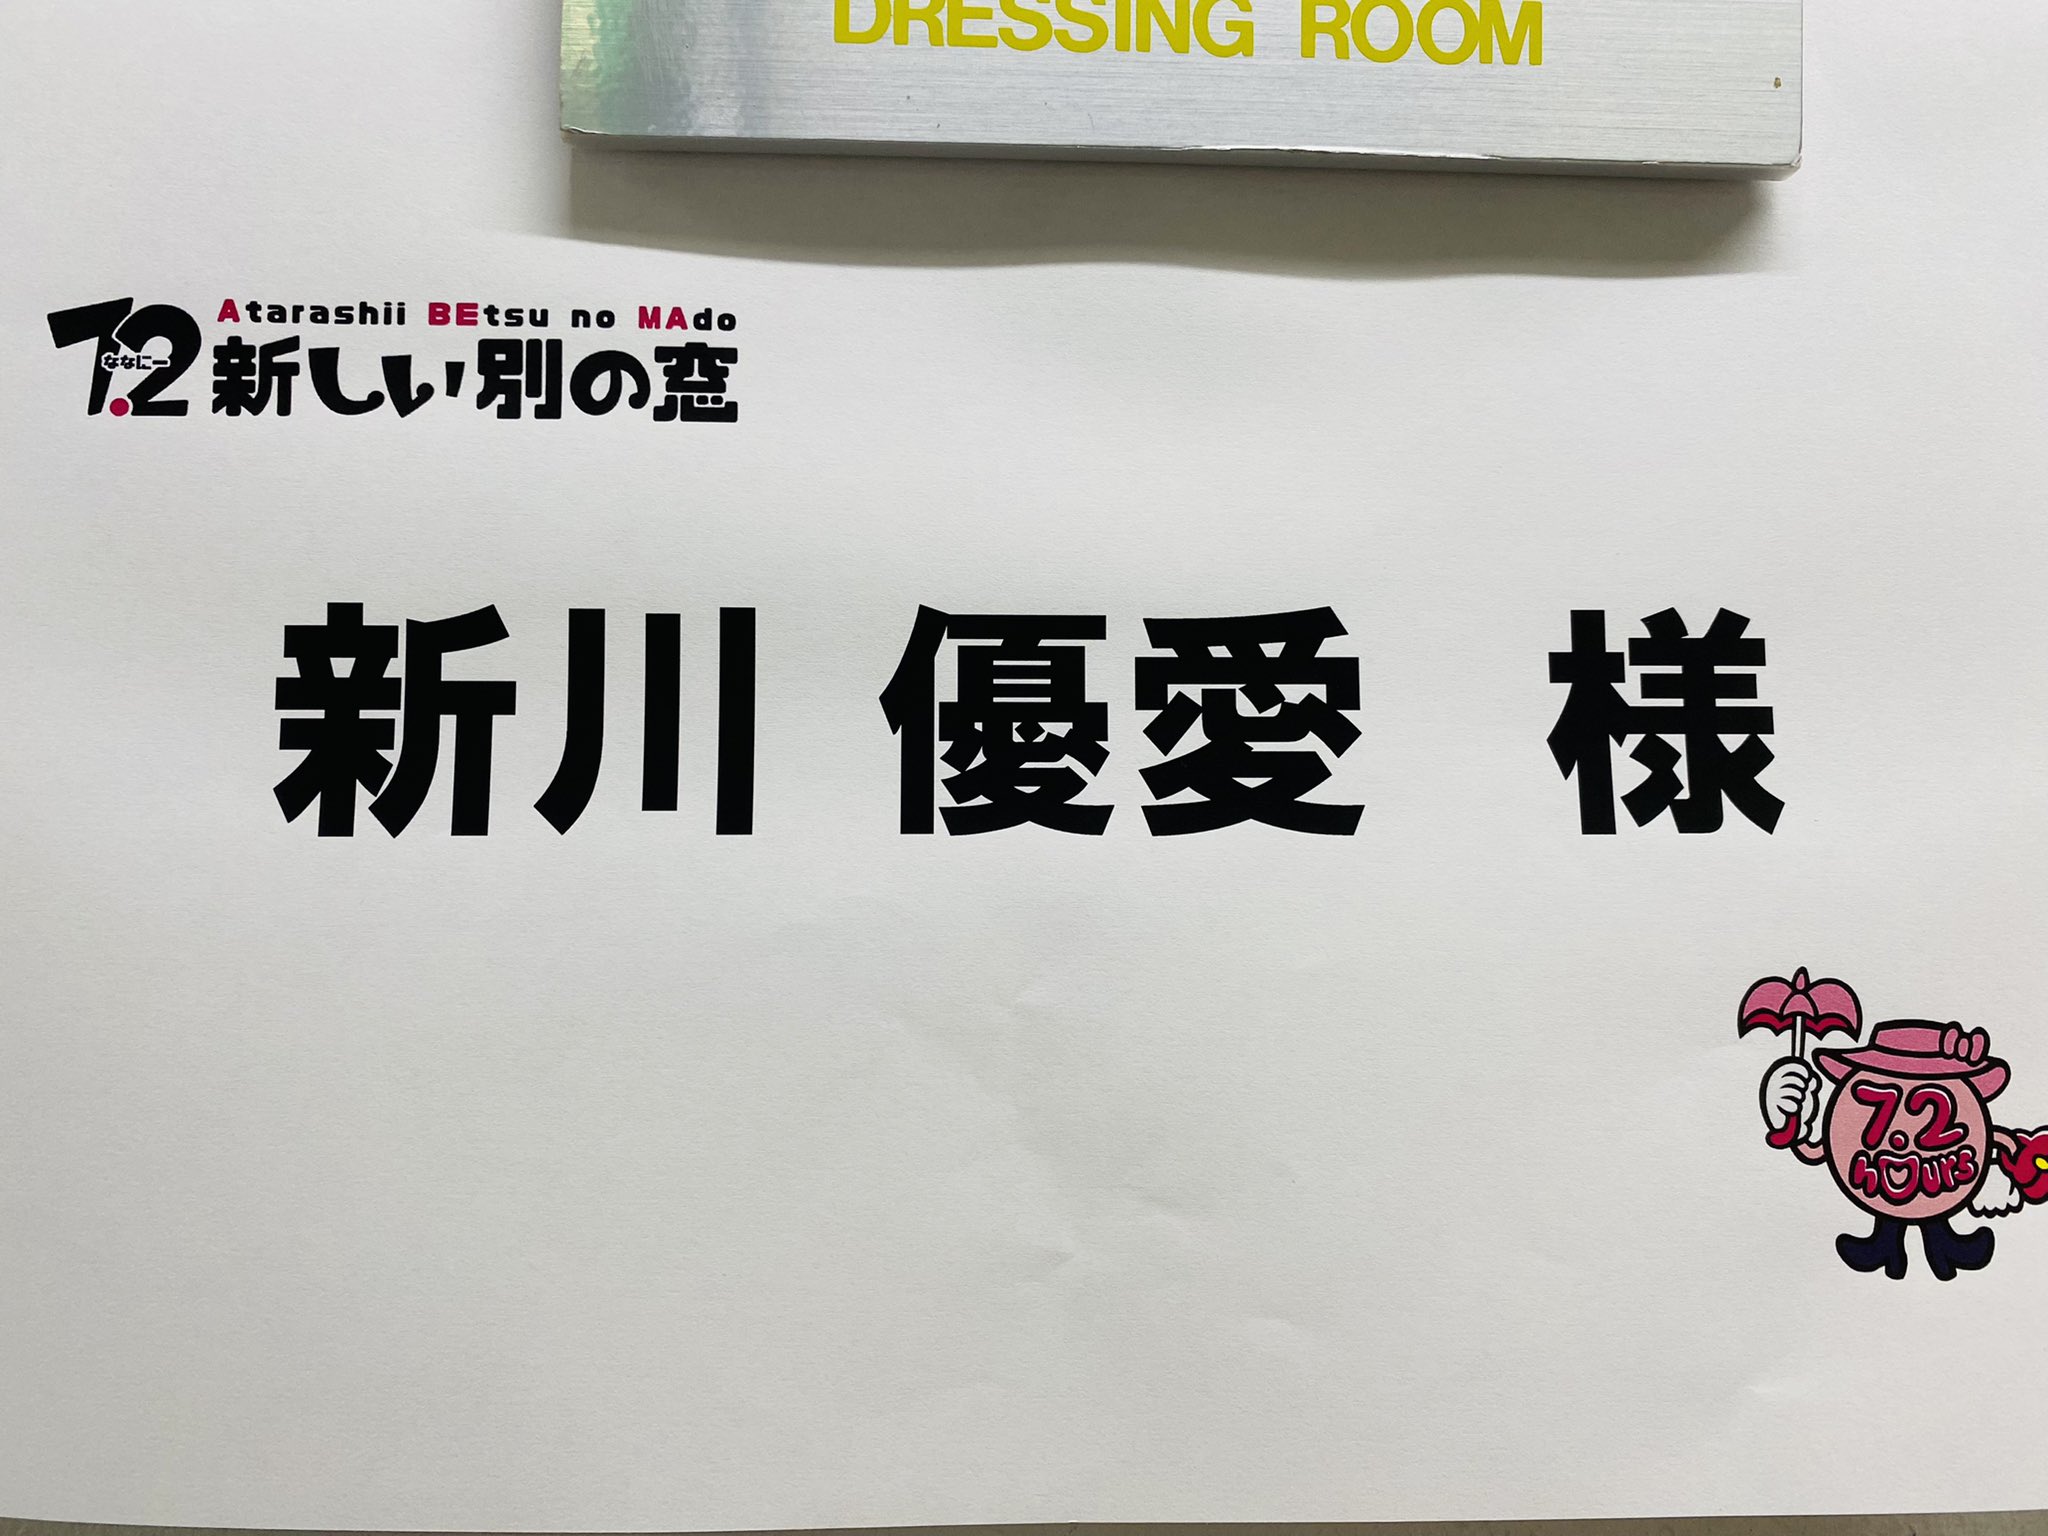 DRESSING ROOM
Atarashii BEtsu no MAdo
7.2 新しい別の窓
ななにー
新川 優愛 様
7.2
hours